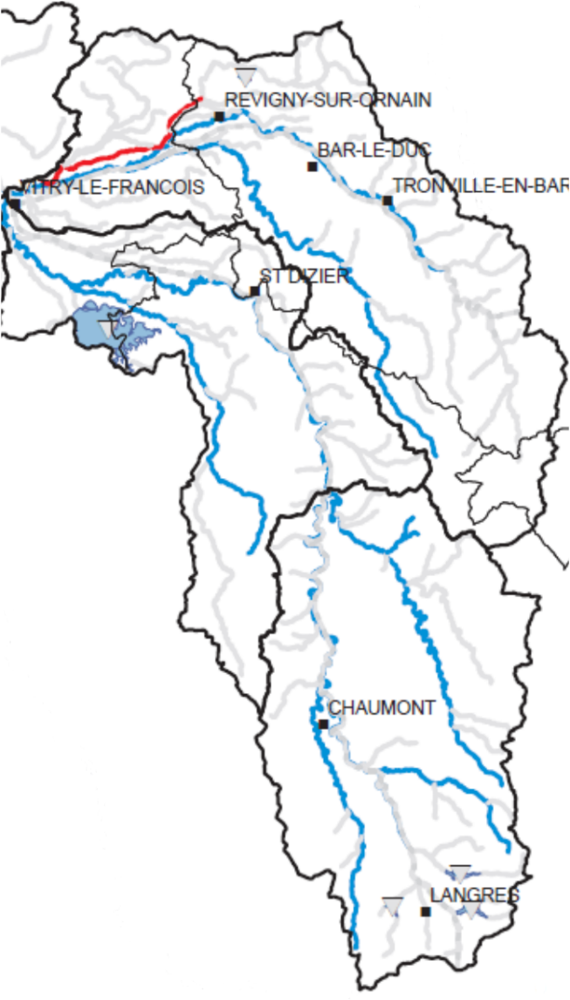 REVIGNY-SUR-ORNAIN
BAR-LE-DUC
TRONVILLE-EN-BAR
VITRY-LE-FRANCOIS
ST DIZIER
CHAUMONT
LANGRES